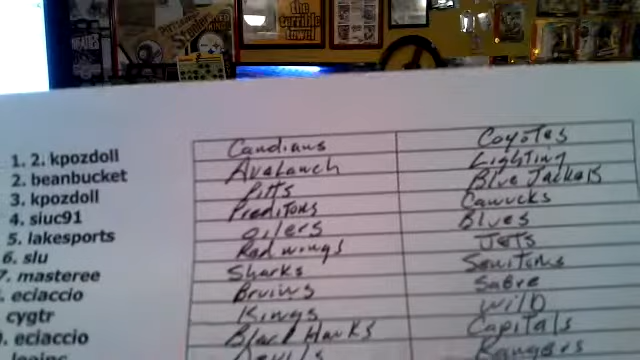 the terrible towel
1. 2. kpozdoll Candians Coyotes
2. beanbucket Avalanch Lighting
3. kpozdoll Pitts Blue Jackets
4. siuc91 Preditors Canucks
5. lakesports oilers Blues
6. slu Redwings Jets
7. masteree Sharks Senitors
eciaccio Bruins Sabre
cygtr Kings Wild
eciaccio Black Hawks Capitals
Devils Rangers